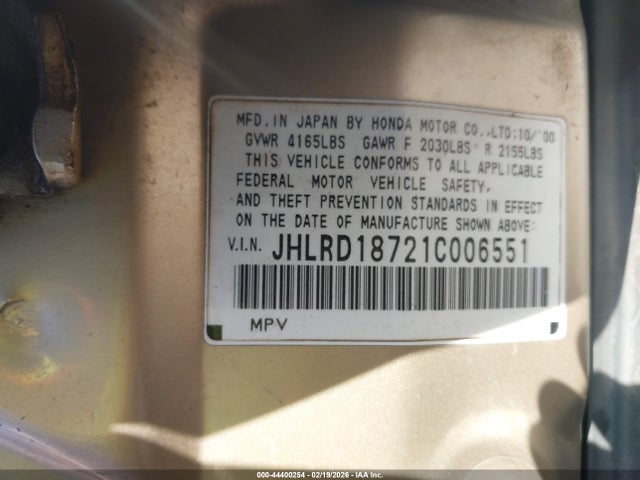 MFD. IN JAPAN BY HONDA MOTOR CO., LTD: 10/'00
GVWR 4165LBS GAWR F 2030LBS R 2155LBS
THIS VEHICLE CONFORMS TO ALL APPLICABLE
FEDERAL MOTOR VEHICLE SAFETY,
AND THEFT PREVENTION STANDARDS IN EFFECT
ON THE DATE OF MANUFACTURE SHOWN ABOVE:
V.I.N. JHLRD18721C006551
MPV
000-44400254 - 02/19/2026 - IAA Inc.